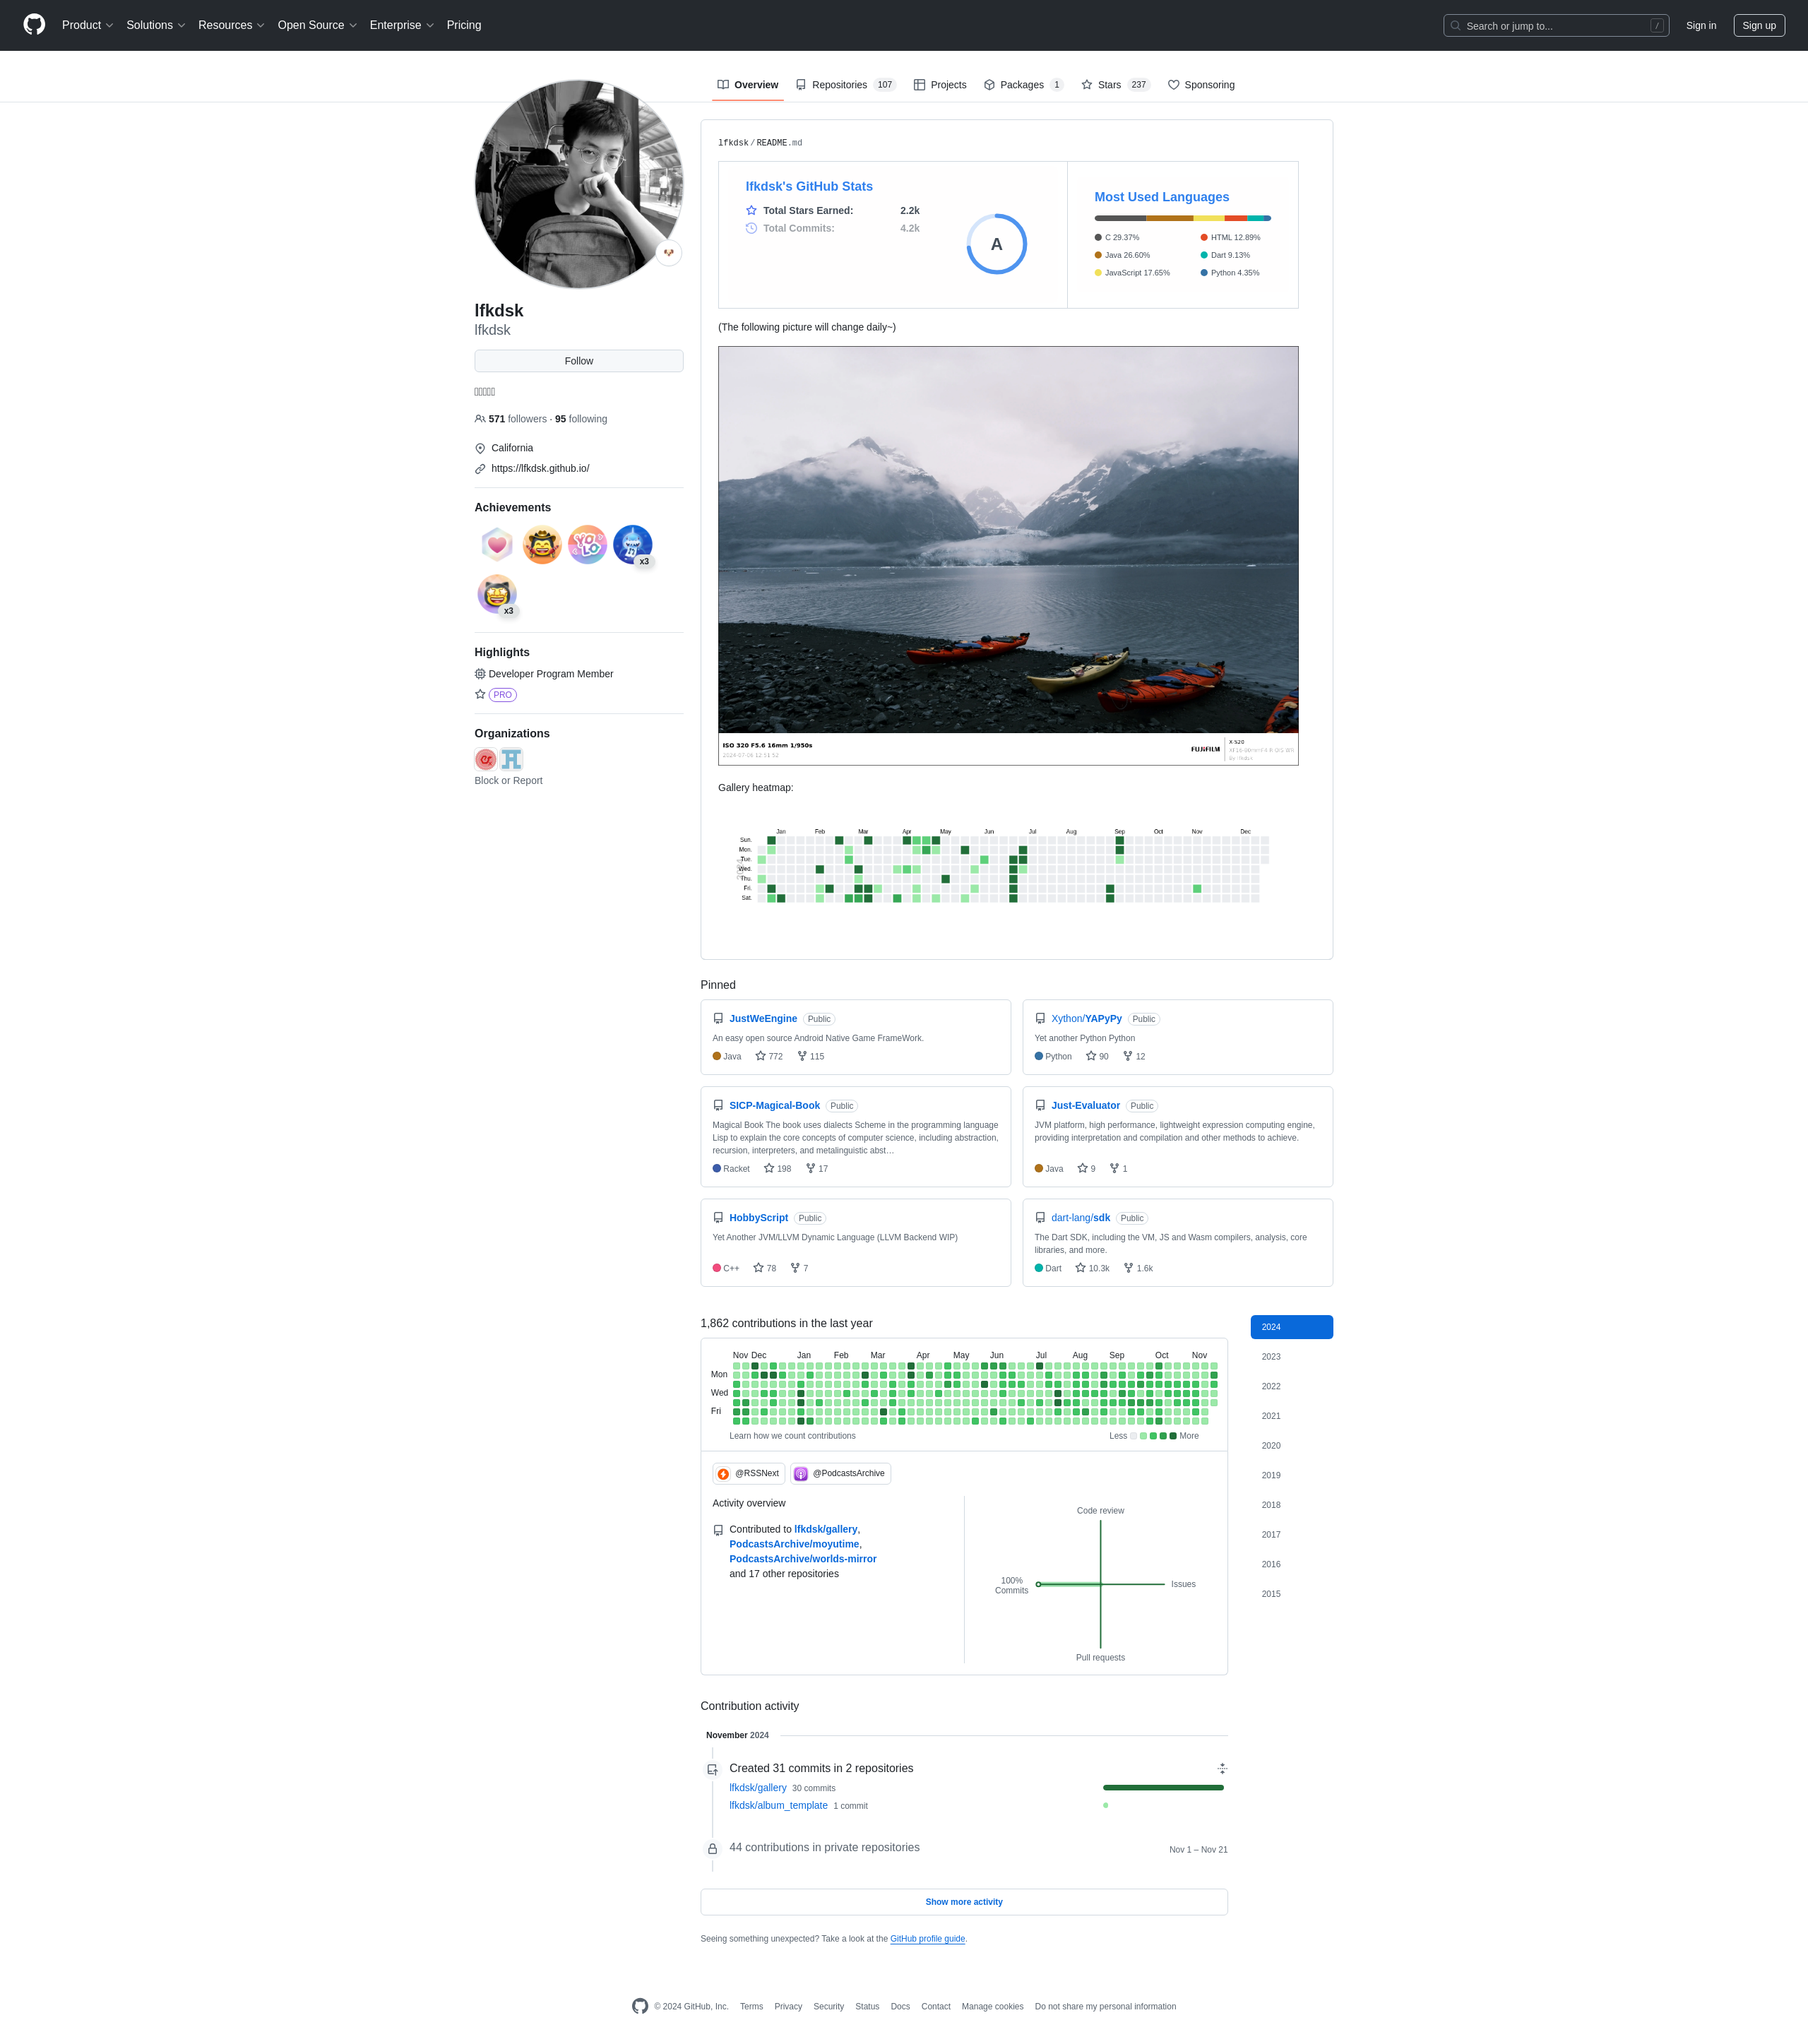 Product
Solutions
Resources
Open Source
Enterprise
Pricing
Search or jump to...
/
Sign in
Sign up
Overview
Repositories 107
Projects
Packages 1
Stars 237
Sponsoring
lfkdsk
lfkdsk
Follow
571 followers · 95 following
California
https://lfkdsk.github.io/
Achievements
YOLO
x3
x3
Highlights
Developer Program Member
PRO
Organizations
Block or Report
lfkdsk/README.md
lfkdsk's GitHub Stats
Total Stars Earned: 2.2k
Total Commits: 4.2k
A
Most Used Languages
C 29.37%
Java 26.60%
JavaScript 17.65%
HTML 12.89%
Dart 9.13%
Python 4.35%
(The following picture will change daily~)
ISO 320 F5.6 16mm 1/950s
FUJIFILM
X-S20
Gallery heatmap:
Jan Feb Mar Apr May Jun Jul Aug Sep Oct Nov Dec
Sun.
Mon.
Tue.
Wed.
Thu.
Fri.
Sat.
Pinned
JustWeEngine Public
An easy open source Android Native Game FrameWork.
Java 772 115
Xython/YAPyPy Public
Yet another Python Python
Python 90 12
SICP-Magical-Book Public
Magical Book The book uses dialects Scheme in the programming language
Lisp to explain the core concepts of computer science, including abstraction,
recursion, interpreters, and metalinguistic abst…
Racket 198 17
Just-Evaluator Public
JVM platform, high performance, lightweight expression computing engine,
providing interpretation and compilation and other methods to achieve.
Java 9 1
HobbyScript Public
Yet Another JVM/LLVM Dynamic Language (LLVM Backend WIP)
C++ 78 7
dart-lang/sdk Public
The Dart SDK, including the VM, JS and Wasm compilers, analysis, core
libraries, and more.
Dart 10.3k 1.6k
1,862 contributions in the last year
Nov Dec Jan Feb Mar Apr May Jun Jul Aug Sep Oct Nov
Mon
Wed
Fri
Learn how we count contributions
Less More
2024
2023
2022
2021
2020
2019
2018
2017
2016
2015
@RSSNext
@PodcastsArchive
Activity overview
Contributed to lfkdsk/gallery,
PodcastsArchive/moyutime,
PodcastsArchive/worlds-mirror
and 17 other repositories
Code review
100%
Commits
Issues
Pull requests
Contribution activity
November 2024
Created 31 commits in 2 repositories
lfkdsk/gallery 30 commits
lfkdsk/album_template 1 commit
44 contributions in private repositories
Nov 1 – Nov 21
Show more activity
Seeing something unexpected? Take a look at the GitHub profile guide.
© 2024 GitHub, Inc.
Terms
Privacy
Security
Status
Docs
Contact
Manage cookies
Do not share my personal information